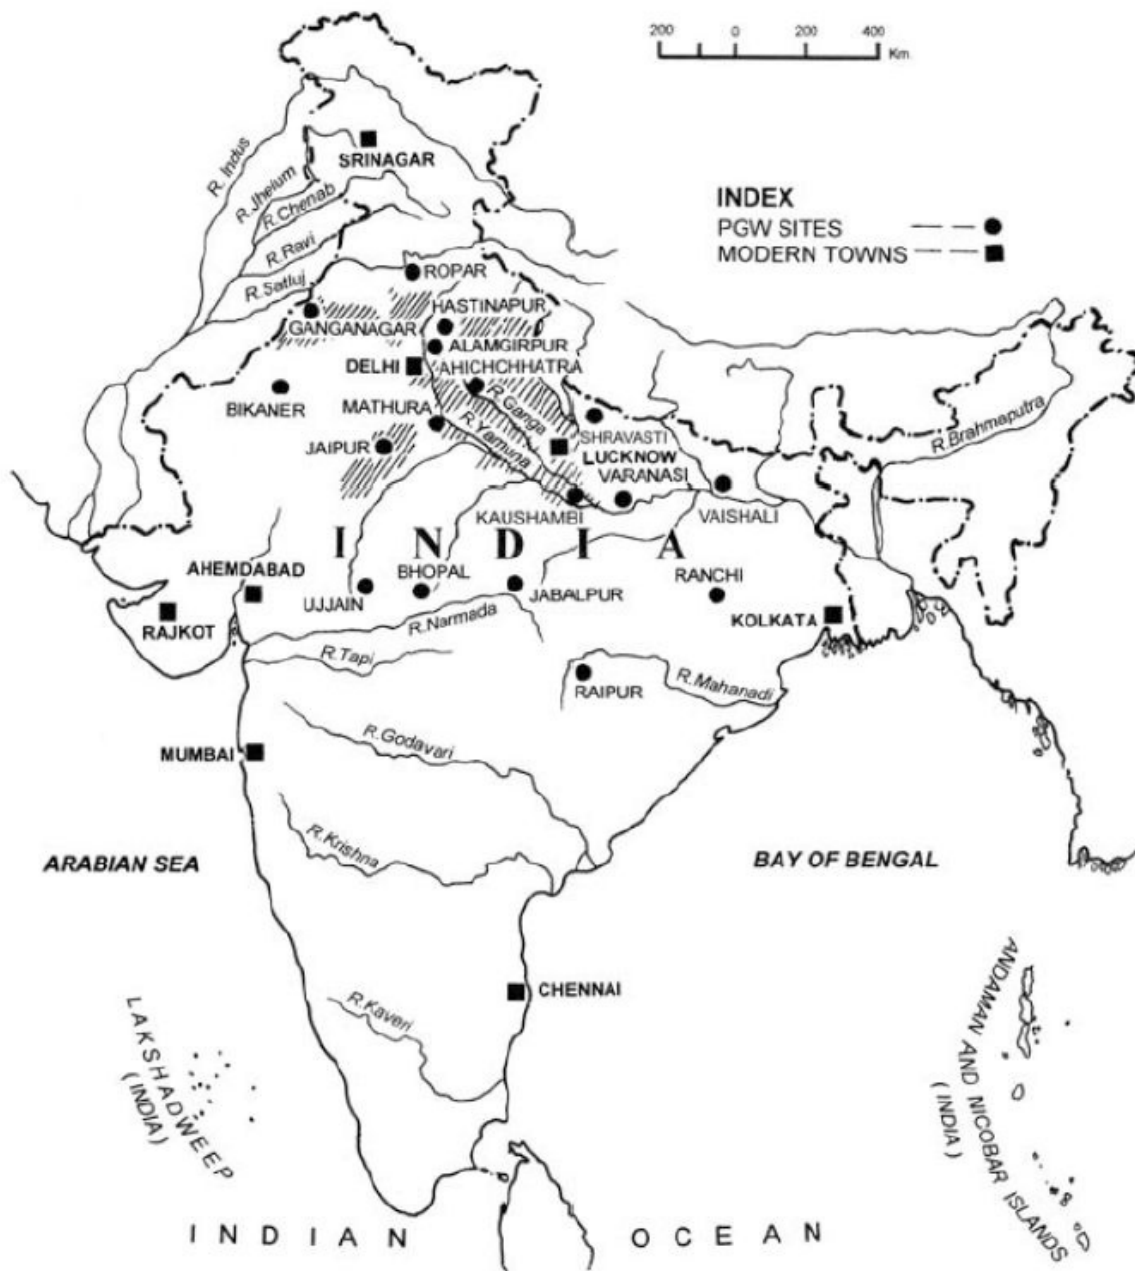 200 0 200 400
Km.
R.Indus
SRINAGAR
R.Jhelum
R.Chenab
INDEX
PGW SITES
MODERN TOWNS
R.Ravi
R.Satluj
ROPAR
HASTINAPUR
GANGANAGAR
ALAMGIRPUR
DELHI
AHICHCHHATRA
BIKANER
MATHURA
R.Ganga
R.Yamuna
R.Brahmaputra
JAIPUR
SHRAVASTI
LUCKNOW
VARANASI
KAUSHAMBI
VAISHALI
INDIA
AHEMDABAD
BHOPAL
RANCHI
UJJAIN
JABALPUR
RAJKOT
R.Narmada
KOLKATA
R.Tapi
RAIPUR
R.Mahanadi
R.Godavari
MUMBAI
R.Krishna
ARABIAN SEA
BAY OF BENGAL
CHENNAI
R.Kaveri
LAKSHADWEEP
(INDIA)
ANDAMAN AND NICOBAR ISLANDS
(INDIA)
INDIAN OCEAN